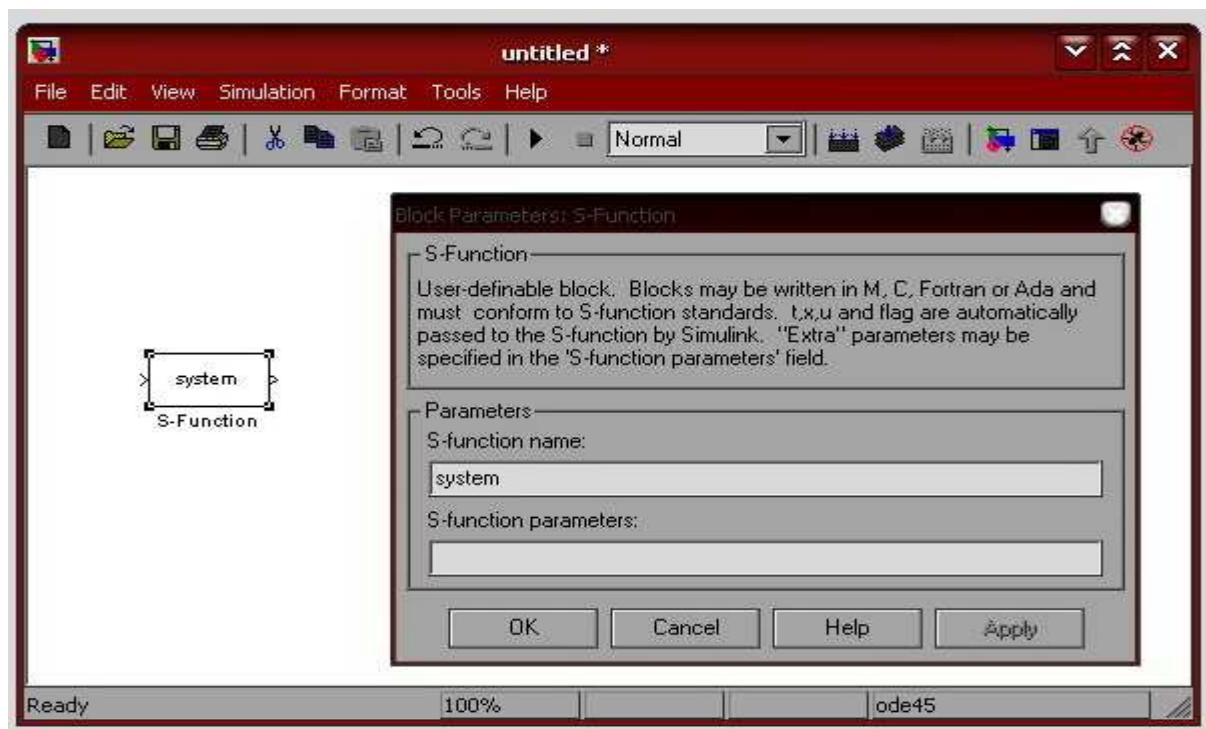 untitled *
File Edit View Simulation Format Tools Help
Normal
system
S-Function
Block Parameters: S-Function
S-Function
User-definable block. Blocks may be written in M, C, Fortran or Ada and
must conform to S-function standards. t,x,u and flag are automatically
passed to the S-function by Simulink. "Extra" parameters may be
specified in the 'S-function parameters' field.
Parameters
S-function name:
system
S-function parameters:
OK Cancel Help Apply
Ready 100% ode45